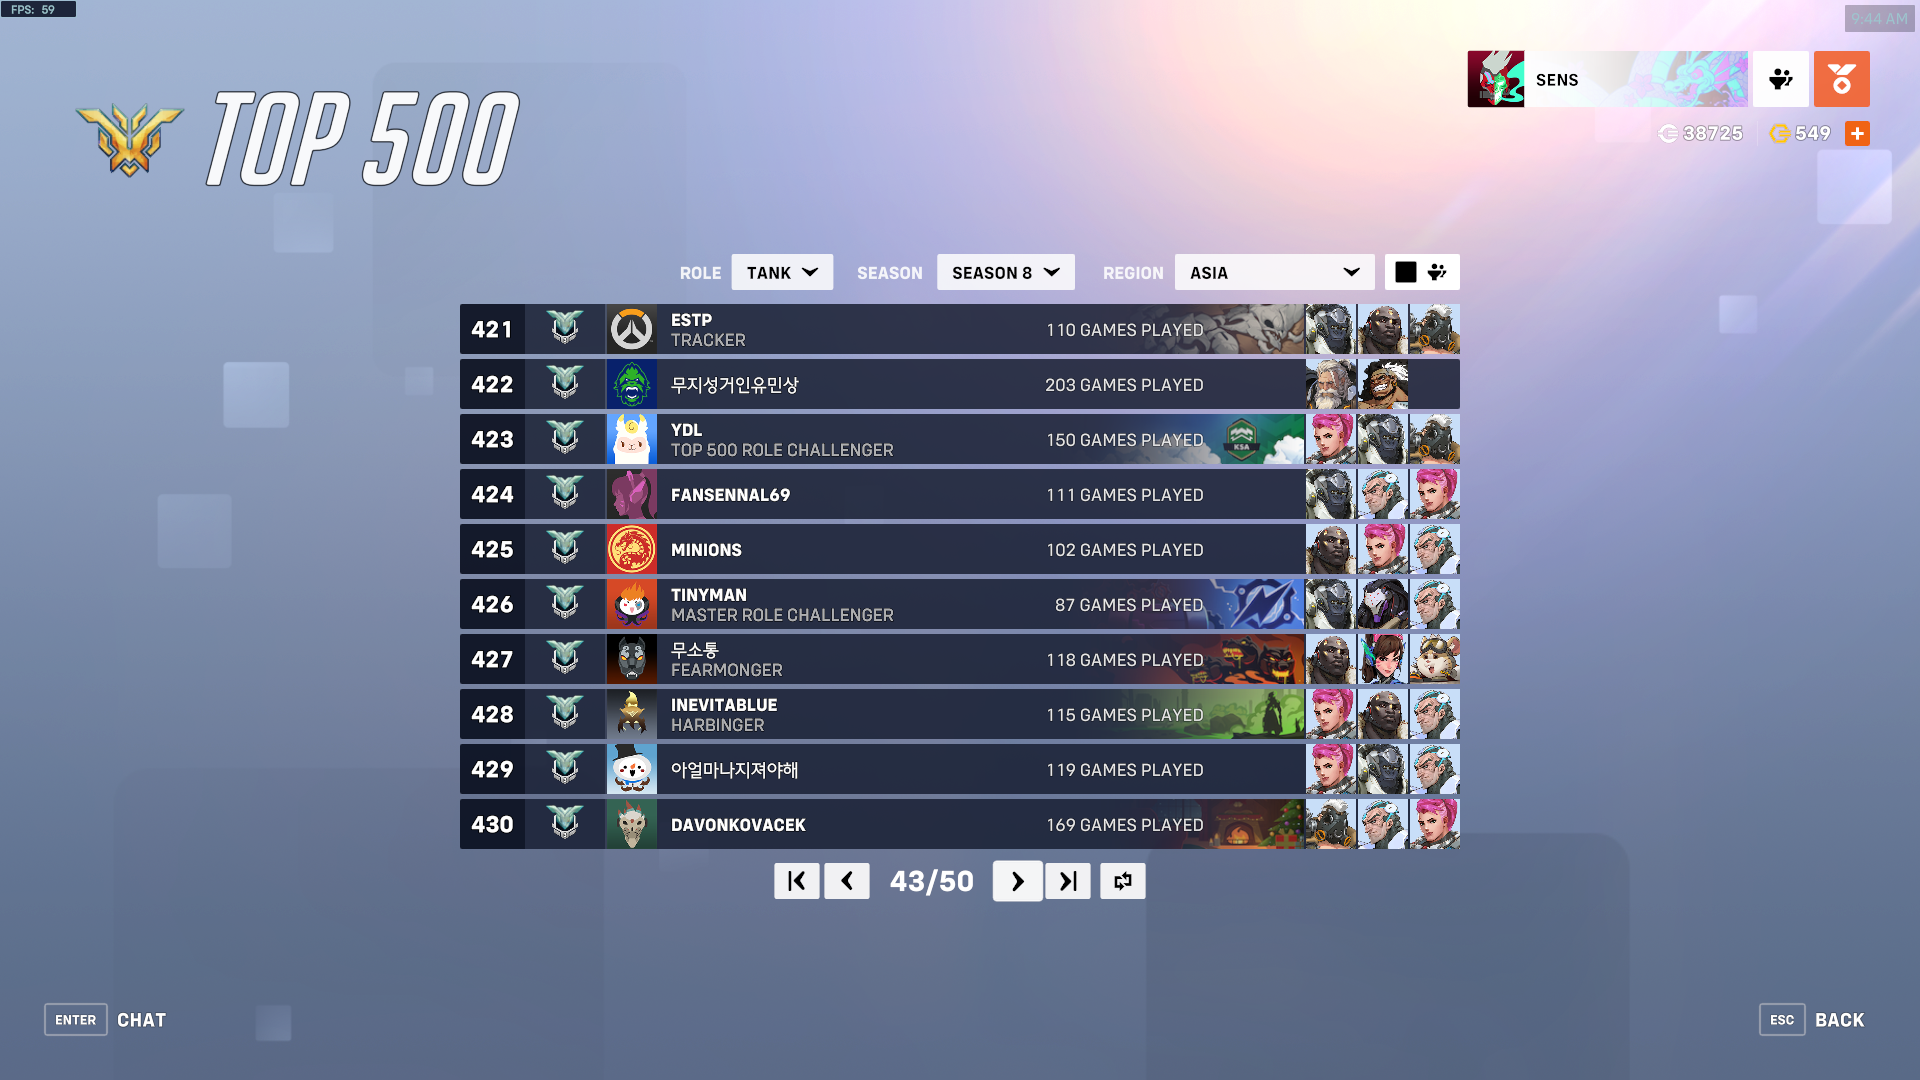 FPS: 59
9:44 AM
TOP 500
SENS
38725
549
ROLE TANK SEASON SEASON 8 REGION ASIA
421 ESTP 110 GAMES PLAYED
TRACKER
422 무지성거인유민상 203 GAMES PLAYED
423 YDL 150 GAMES PLAYED KSA
TOP 500 ROLE CHALLENGER
424 FANSENNAL69 111 GAMES PLAYED
425 MINIONS 102 GAMES PLAYED
426 TINYMAN 87 GAMES PLAYED
MASTER ROLE CHALLENGER
427 무소통 118 GAMES PLAYED
FEARMONGER
428 INEVITABLUE 115 GAMES PLAYED
HARBINGER
429 아얼마나지져야해 119 GAMES PLAYED
430 DAVONKOVACEK 169 GAMES PLAYED
43/50
ENTER CHAT
ESC BACK